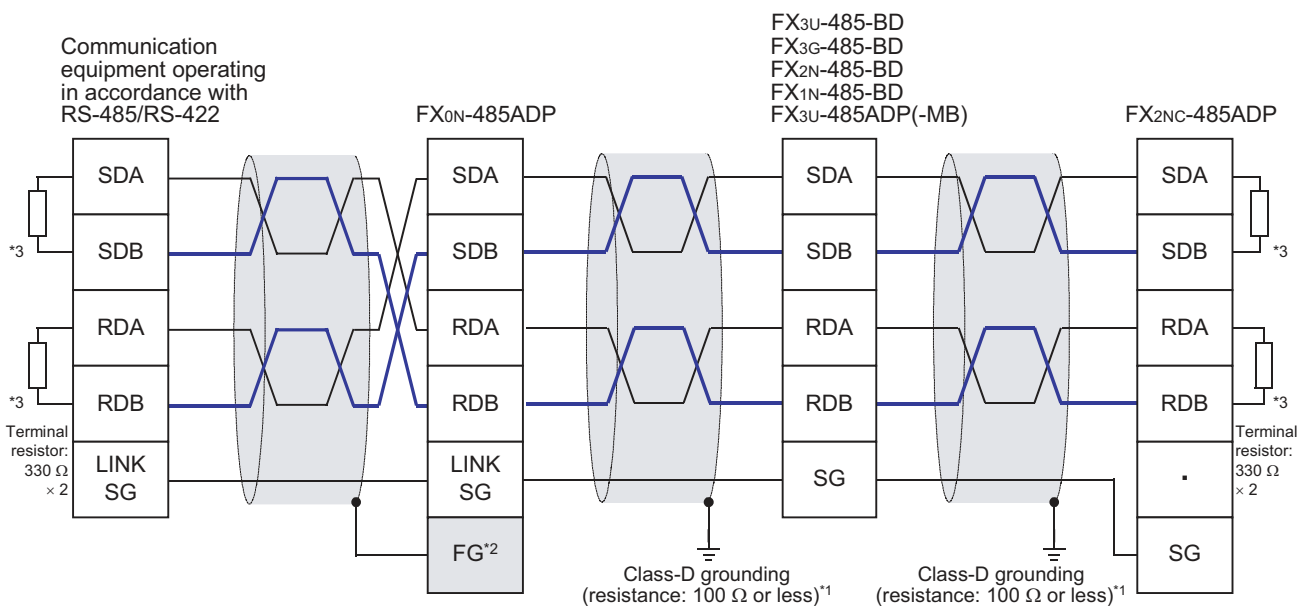 FX3U-485-BD
FX3G-485-BD
FX2N-485-BD
FX1N-485-BD
FX3U-485ADP(-MB)
Communication
equipment operating
in accordance with
RS-485/RS-422
FX0N-485ADP
FX2NC-485ADP
SDA
SDB
RDA
RDB
LINK
SG
*3
*3
Terminal
resistor:
330 Ω
× 2
SDA
SDB
RDA
RDB
LINK
SG
FG*2
SDA
SDB
RDA
RDB
SG
Class-D grounding
(resistance: 100 Ω or less)*1
Class-D grounding
(resistance: 100 Ω or less)*1
SDA
SDB
RDA
RDB
.
SG
*3
*3
Terminal
resistor:
330 Ω
× 2